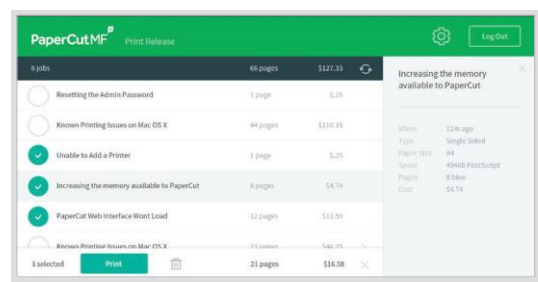 PaperCutMF Print Release Log Out
8 jobs 66 pages $127.33
Resetting the Admin Password 1 page $.25
Known Printing Issues on Mac OS X 44 pages
Unable to Add a Printer 1 page $.25
Increasing the memory available to PaperCut 8 pages $4.74
PaperCut Web Interface Wont Load 12 pages $11.59
Known Printing Issues on Mac OS X 23 pages
3 selected Print 21 pages $16.58
Increasing the memory
available to PaperCut
When 12m ago
Type Single Sided
Paper Size A4
Spool 494kb PostScript
Pages 8 b&w
Cost $4.74